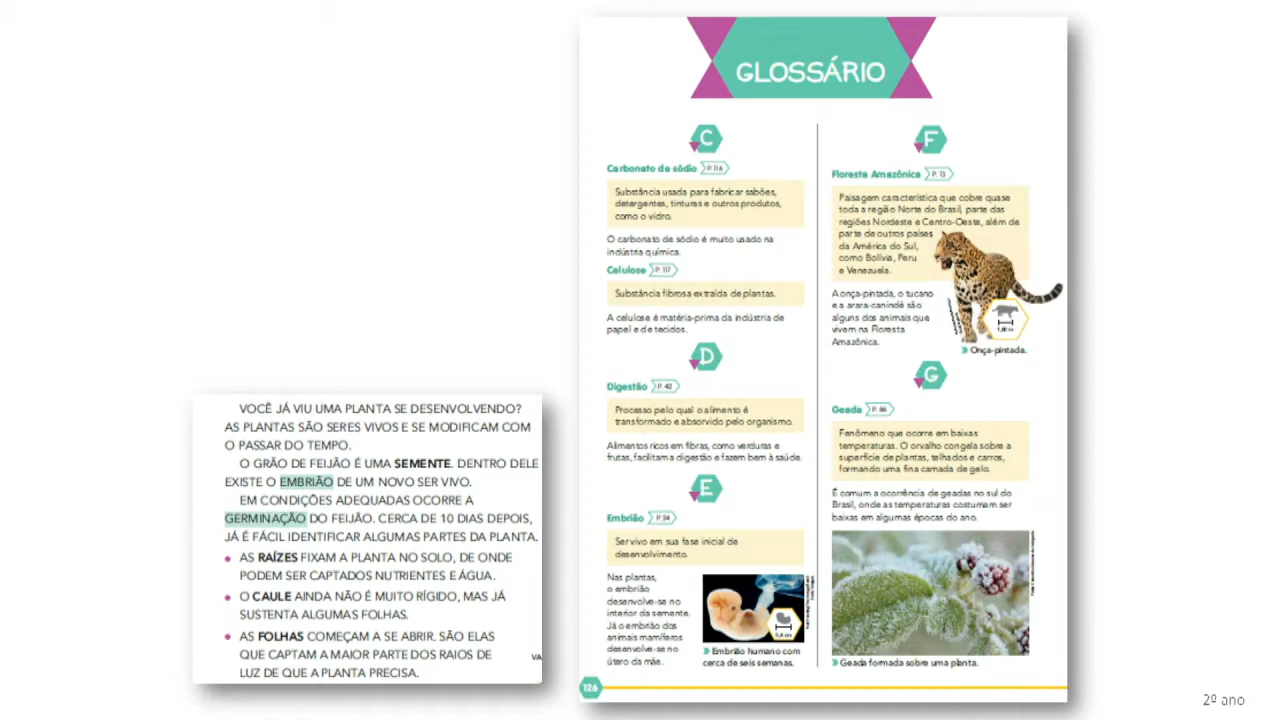 VOCÊ JÁ VIU UMA PLANTA SE DESENVOLVENDO?
AS PLANTAS SÃO SERES VIVOS E SE MODIFICAM COM
O PASSAR DO TEMPO.
O GRÃO DE FEIJÃO É UMA SEMENTE. DENTRO DELE
EXISTE O EMBRIÃO DE UM NOVO SER VIVO.
EM CONDIÇÕES ADEQUADAS OCORRE A
GERMINAÇÃO DO FEIJÃO. CERCA DE 10 DIAS DEPOIS,
JÁ É FÁCIL IDENTIFICAR ALGUMAS PARTES DA PLANTA.
• AS RAÍZES FIXAM A PLANTA NO SOLO, DE ONDE
PODEM SER CAPTADOS NUTRIENTES E ÁGUA.
• O CAULE AINDA NÃO É MUITO RÍGIDO, MAS JÁ
SUSTENTA ALGUMAS FOLHAS.
• AS FOLHAS COMEÇAM A SE ABRIR. SÃO ELAS
QUE CAPTAM A MAIOR PARTE DOS RAIOS DE
LUZ DE QUE A PLANTA PRECISA.
VA
GLOSSÁRIO
C
Carbonato de sódio P. 116
Substância usada para fabricar sabões,
detergentes, tinturas e outros produtos,
como o vidro.
O carbonato de sódio é muito usado na
indústria química.
Celulose P. 117
Substância fibrosa extraída de plantas.
A celulose é matéria-prima da indústria de
papel e de tecidos.
D
Digestão P. 42
Processo pelo qual o alimento é
transformado e absorvido pelo organismo.
Alimentos ricos em fibras, como verduras e
frutas, facilitam a digestão e fazem bem à saúde.
E
Embrião P. 94
Ser vivo em sua fase inicial de
desenvolvimento.
Nas plantas,
o embrião
desenvolve-se no
interior da semente.
Já o embrião dos
animais mamíferos
desenvolve-se no
útero da mãe.
Embrião humano com
cerca de seis semanas.
126
F
Floresta Amazônica P. 13
Paisagem característica que cobre quase
toda a região Norte do Brasil, parte das
regiões Nordeste e Centro-Oeste, além de
parte de outros países
da América do Sul,
como Bolívia, Peru
e Venezuela.
A onça-pintada, o tucano
e a arara-canindé são
alguns dos animais que
vivem na Floresta
Amazônica.
Onça-pintada.
G
Geada
Fenômeno que ocorre em baixas
temperaturas. O orvalho congela sobre a
superfície de plantas, telhados e carros,
formando uma fina camada de gelo.
É comum a ocorrência de geadas no sul do
Brasil, onde as temperaturas costumam ser
baixas em algumas épocas do ano.
Geada formada sobre uma planta.
2º ano